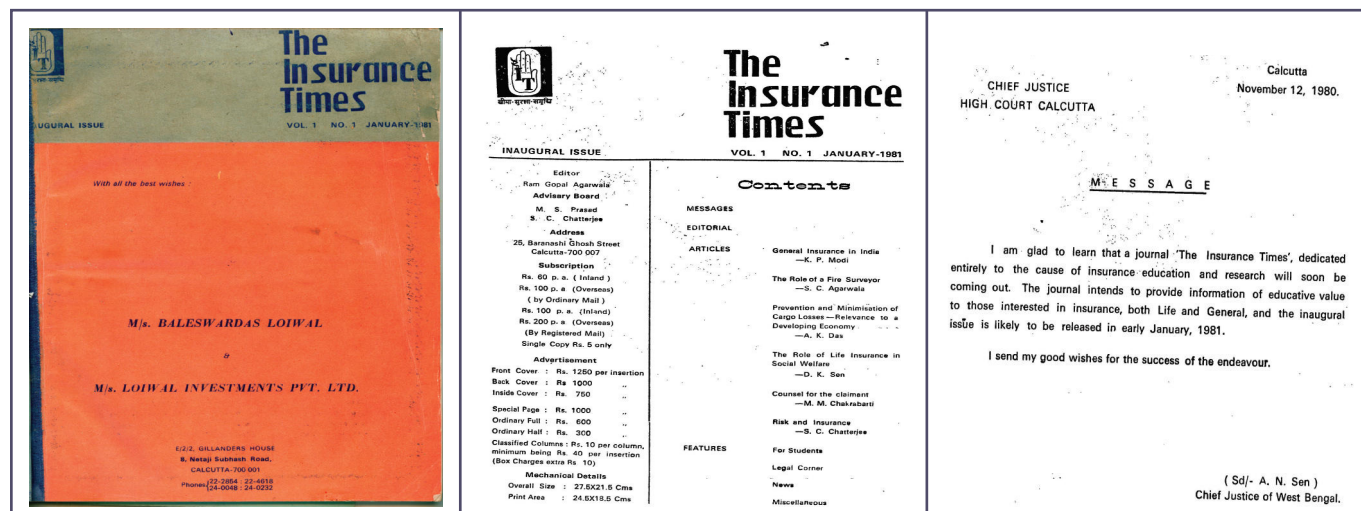 The
Insurance
Times
UGURAL ISSUE
VOL. 1 NO. 1 JANUARY-1981
With all the best wishes :
M/s. BALESWARDAS LOIWAL
&
M/s. LOIWAL INVESTMENTS PVT. LTD.
E/2/2, GILLANDERS HOUSE
8, Netaji Subhash Road,
CALCUTTA-700 001
Phones 22-2864 : 22-4618
24-0048 : 24-0232
IT
बीमा-सुरक्षा-समृद्धि
The
Insurance
Times
INAUGURAL ISSUE
VOL. 1 NO. 1 JANUARY-1981
Editor
Ram Gopal Agarwala
Advisory Board
M. S. Prasad
S. C. Chatterjee
Address
25, Baranashi Ghosh Street
Calcutta-700 007
Subscription
Rs. 60 p. a. ( Inland )
Rs. 100 p. a (Overseas)
( by Ordinary Mail )
Rs. 100 p. a. (Inland)
Rs. 200 p. a (Overseas)
(By Registered Mail)
Single Copy Rs. 5 only
Advertisement
Front Cover : Rs. 1250 per insertion
Back Cover : Rs 1000 ,,
Inside Cover : Rs. 750 ,,
Special Page : Rs. 1000 ,,
Ordinary Full : Rs. 600 ,,
Ordinary Half : Rs. 300 ,,
Classified Columns : Rs. 10 per column,
minimum being Rs. 40 per insertion
(Box Charges extra Rs 10)
Mechanical Details
Overall Size : 27.5X21.5 Cms
Print Area : 24.5X18.5 Cms
Contents
MESSAGES
EDITORIAL
ARTICLES
General Insurance in India
—K. P. Modi
The Role of a Fire Surveyor
—S. C. Agarwala
Prevention and Minimisation of
Cargo Losses—Relevance to a
Developing Economy
—A. K. Das
The Role of Life Insurance in
Social Welfare
—D. K. Sen
Counsel for the claimant
—M. M. Chakrabarti
Risk and Insurance
—S. C. Chatterjee
FEATURES
For Students
Legal Corner
News
Miscellaneous
CHIEF JUSTICE
HIGH COURT CALCUTTA
Calcutta
November 12, 1980.
MESSAGE
I am glad to learn that a journal 'The Insurance Times', dedicated
entirely to the cause of insurance education and research will soon be
coming out. The journal intends to provide information of educative value
to those interested in insurance, both Life and General, and the inaugural
issue is likely to be released in early January, 1981.
I send my good wishes for the success of the endeavour.
( Sd/- A. N. Sen )
Chief Justice of West Bengal.